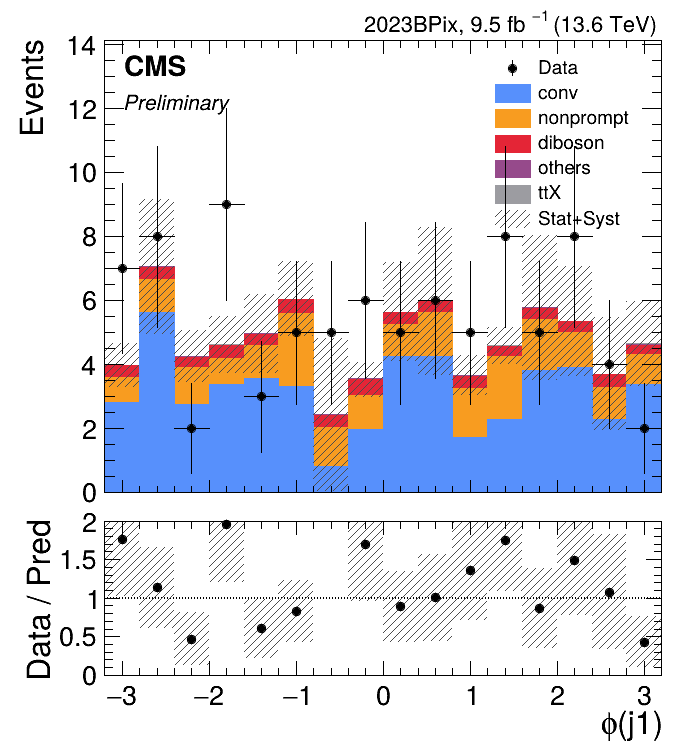 2023BPix, 9.5 fb⁻¹ (13.6 TeV)
CMS
Preliminary
Data
conv
nonprompt
diboson
others
ttX
Stat+Syst
Events
14
12
10
8
6
4
2
0
Data / Pred
2
1.5
1
0.5
0
−3 −2 −1 0 1 2 3
ϕ(j1)